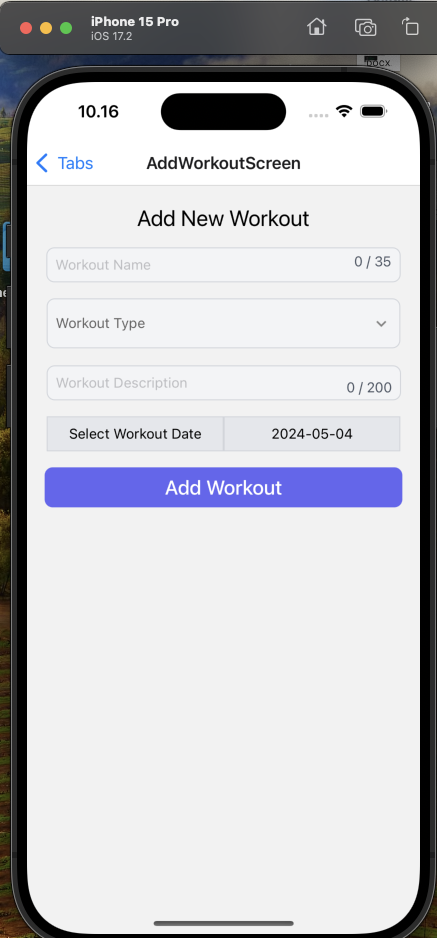 iPhone 15 Pro
iOS 17.2
DOCX
10.16
Tabs
AddWorkoutScreen
Add New Workout
Workout Name
0 / 35
Workout Type
Workout Description
0 / 200
Select Workout Date
2024-05-04
Add Workout